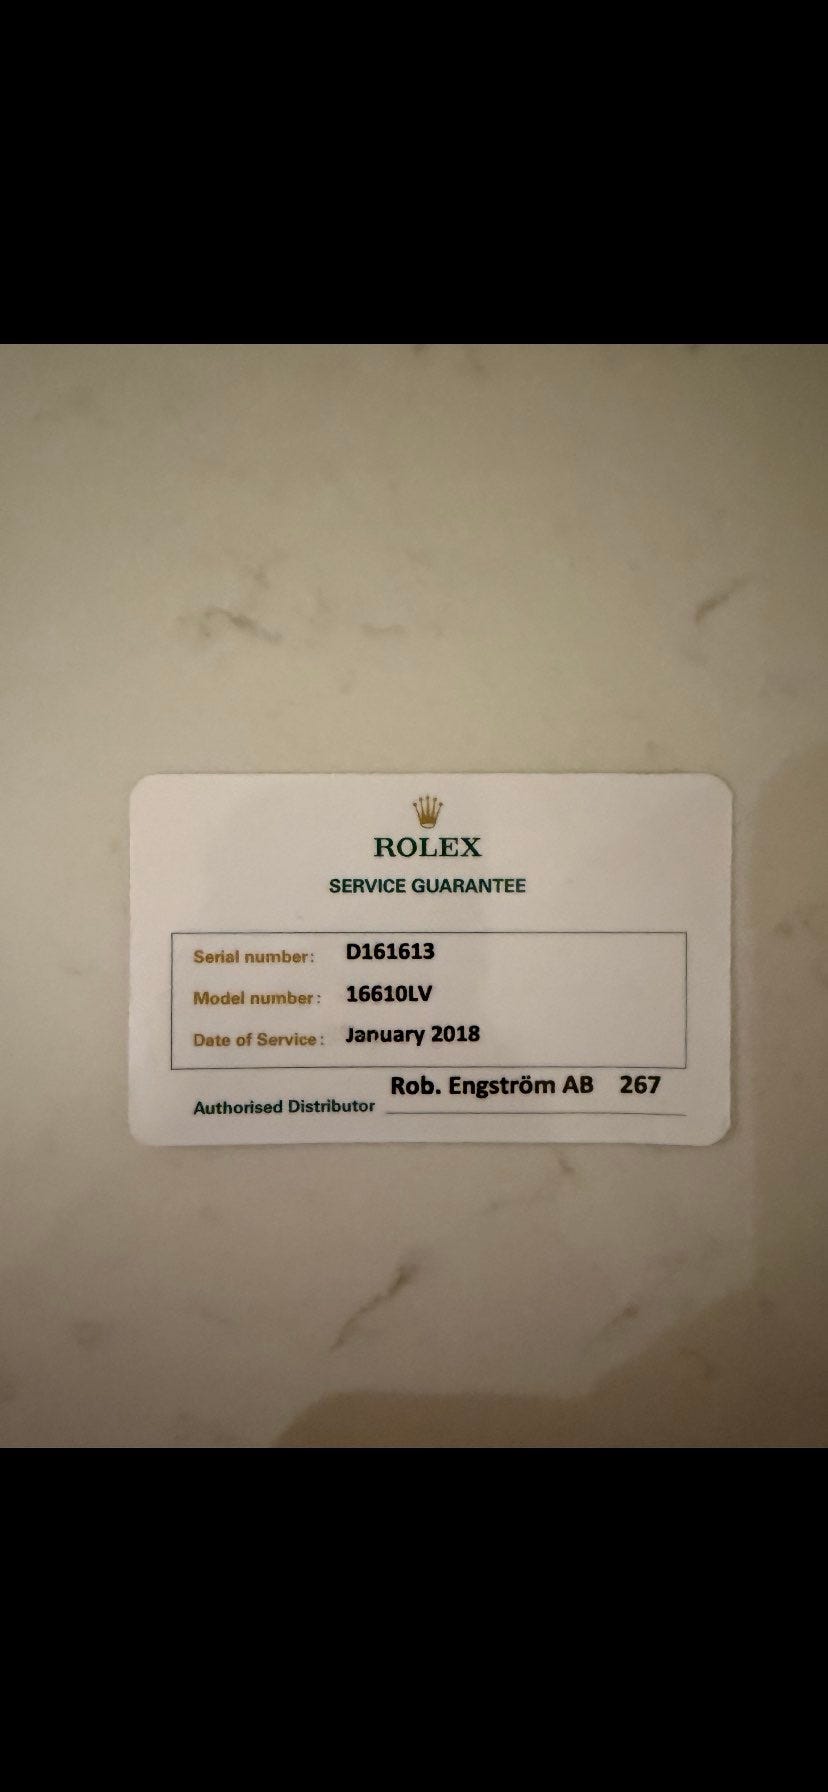 ROLEX
SERVICE GUARANTEE
Serial number: D161613
Model number: 16610LV
Date of Service: January 2018
Rob. Engström AB 267
Authorised Distributor